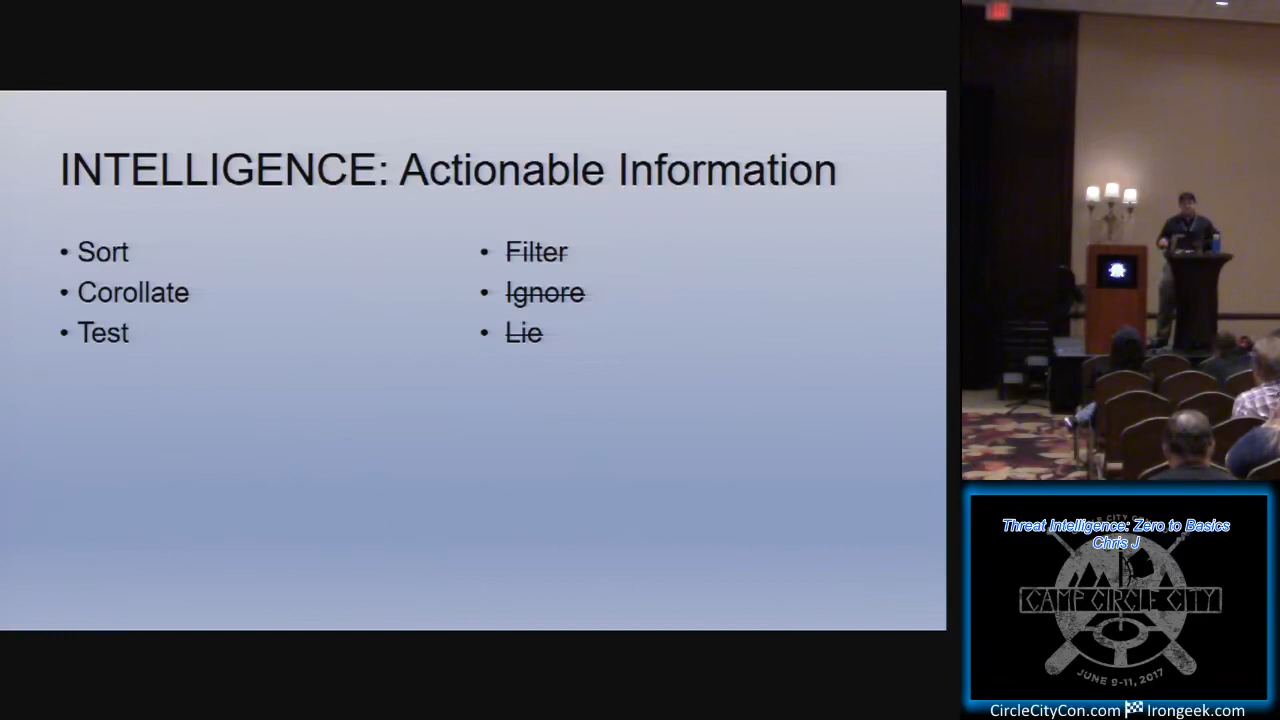 INTELLIGENCE: Actionable Information
• Sort
• Corollate
• Test
• Filter
• Ignore
• Lie
Threat Intelligence: Zero to Basics
Chris J
CAMP CIRCLE CITY
JUNE 9-11, 2017
CircleCityCon.com Irongeek.com